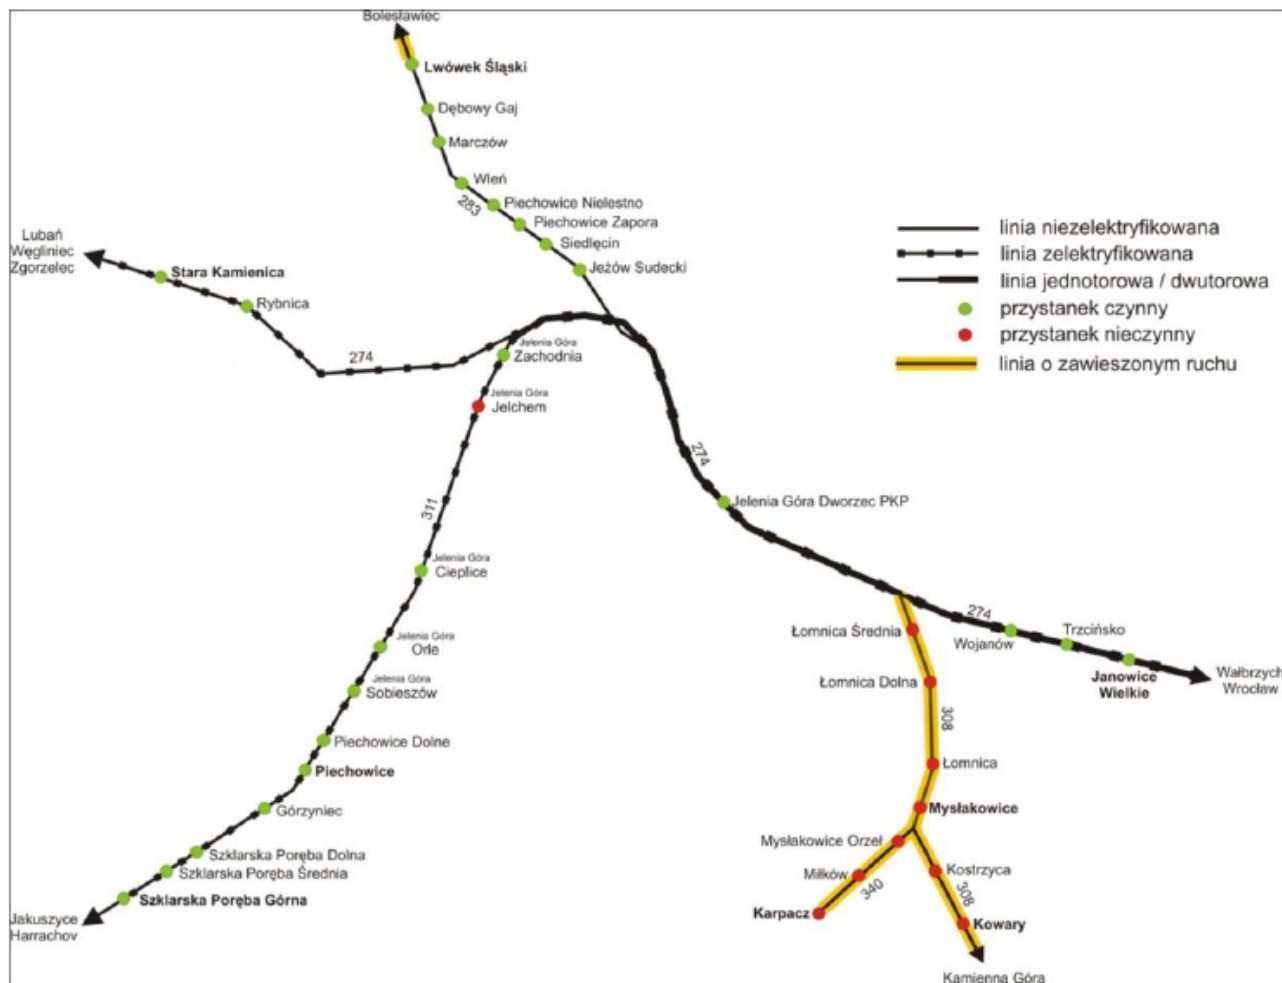 Bolesławiec
Lwówek Śląski
Dębowy Gaj
Marczów
Wleń
283
Piechowice Nielestno
Piechowice Zapora
Siedlęcin
Jeżów Sudecki
Lubań
Węgliniec
Zgorzelec
Stara Kamienica
Rybnica
274
linia niezelektryfikowana
linia zelektryfikowana
linia jednotorowa / dwutorowa
przystanek czynny
przystanek nieczynny
linia o zawieszonym ruchu
Jelenia Góra
Zachodnia
Jelenia Góra
Jelchem
311
274
Jelenia Góra Dworzec PKP
Jelenia Góra
Cieplice
Jelenia Góra
Orle
Jelenia Góra
Sobieszów
Piechowice Dolne
Piechowice
Górzyniec
Szklarska Poręba Dolna
Szklarska Poręba Średnia
Szklarska Poręba Górna
Jakuszyce
Harrachov
274
Wojanów
Trzcińsko
Janowice
Wielkie
Wałbrzych
Wrocław
Łomnica Średnia
Łomnica Dolna
308
Łomnica
Mysłakowice
Mysłakowice Orzeł
Miłków
340
Karpacz
Kostrzyca
308
Kowary
Kamienna Góra